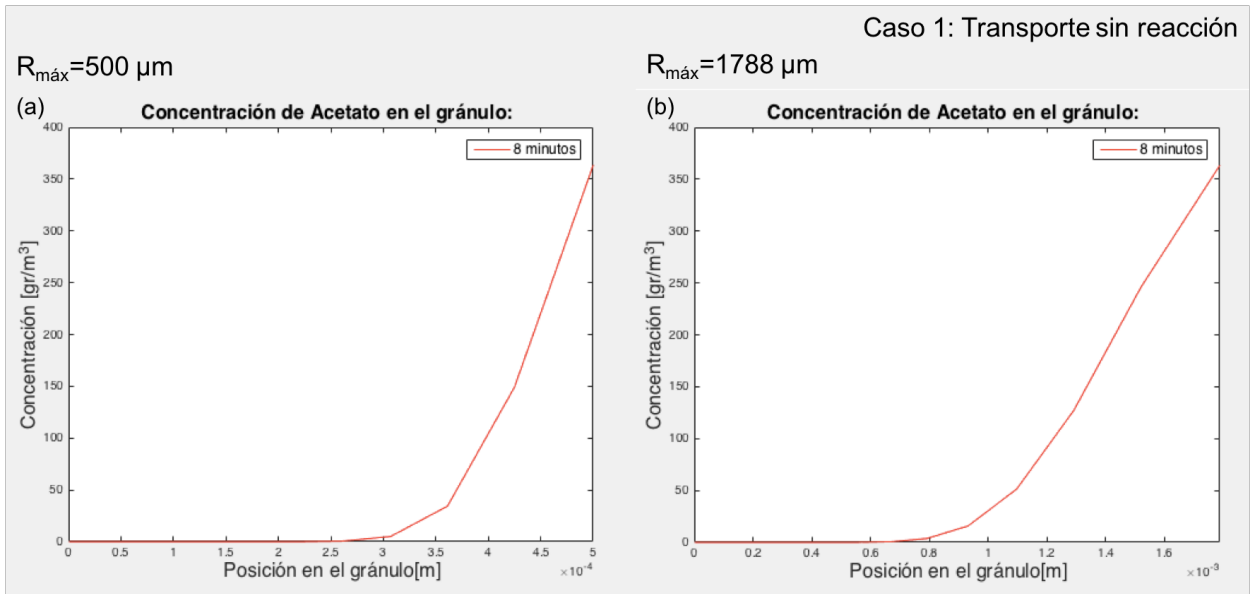 Caso 1: Transporte sin reacción
Rmáx=500 µm
Rmáx=1788 µm
(a)
Concentración de Acetato en el gránulo:
400
350
300
250
200
150
100
50
0
Concentración [gr/m³]
8 minutos
0 0.5 1 1.5 2 2.5 3 3.5 4 4.5 5
Posición en el gránulo[m]
×10⁻⁴
(b)
Concentración de Acetato en el gránulo:
400
350
300
250
200
150
100
50
0
Concentración [gr/m³]
8 minutos
0 0.2 0.4 0.6 0.8 1 1.2 1.4 1.6
Posición en el gránulo[m]
×10⁻³